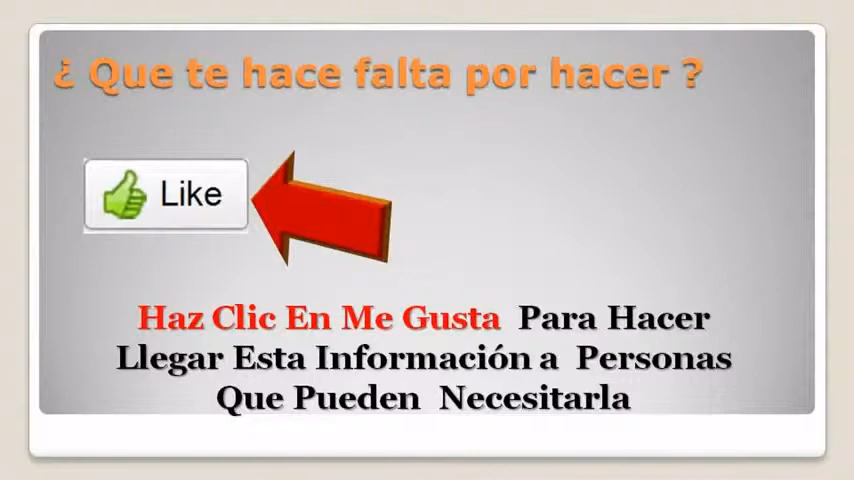 ¿ Que te hace falta por hacer ?
Like
Haz Clic En Me Gusta Para Hacer
Llegar Esta Información a Personas
Que Pueden Necesitarla